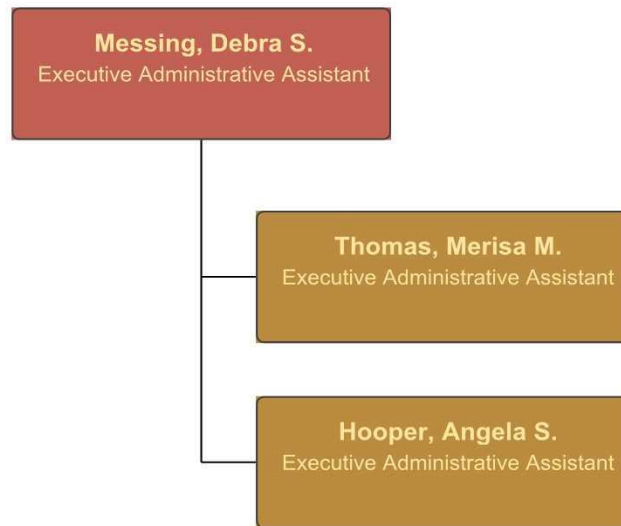 Messing, Debra S.
Executive Administrative Assistant
Thomas, Merisa M.
Executive Administrative Assistant
Hooper, Angela S.
Executive Administrative Assistant